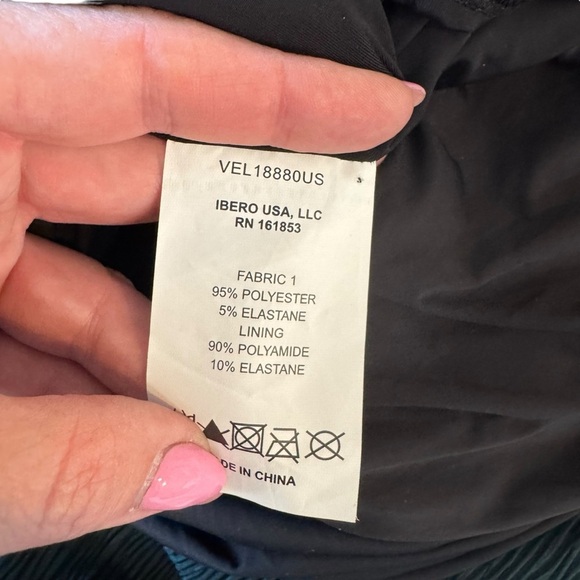 VEL18880US
IBERO USA, LLC
RN 161853
FABRIC 1
95% POLYESTER
5% ELASTANE
LINING
90% POLYAMIDE
10% ELASTANE
IN CHINA